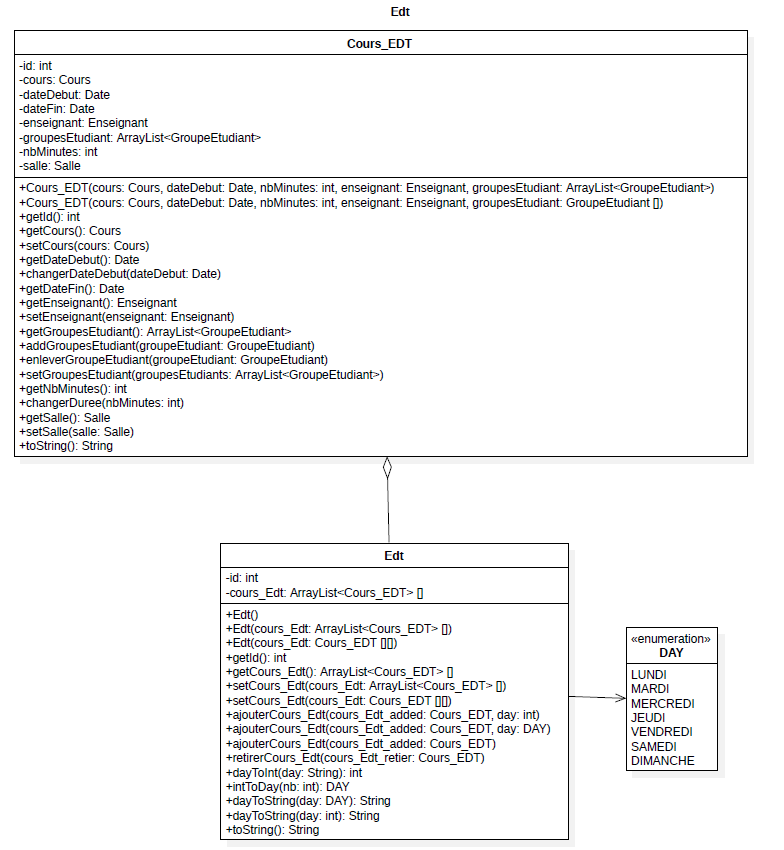 Edt
Cours_EDT
-id: int
-cours: Cours
-dateDebut: Date
-dateFin: Date
-enseignant: Enseignant
-groupesEtudiant: ArrayList<GroupeEtudiant>
-nbMinutes: int
-salle: Salle
+Cours_EDT(cours: Cours, dateDebut: Date, nbMinutes: int, enseignant: Enseignant, groupesEtudiant: ArrayList<GroupeEtudiant>)
+Cours_EDT(cours: Cours, dateDebut: Date, nbMinutes: int, enseignant: Enseignant, groupesEtudiant: GroupeEtudiant [])
+getId(): int
+getCours(): Cours
+setCours(cours: Cours)
+getDateDebut(): Date
+changerDateDebut(dateDebut: Date)
+getDateFin(): Date
+getEnseignant(): Enseignant
+setEnseignant(enseignant: Enseignant)
+getGroupesEtudiant(): ArrayList<GroupeEtudiant>
+addGroupesEtudiant(groupeEtudiant: GroupeEtudiant)
+enleverGroupeEtudiant(groupeEtudiant: GroupeEtudiant)
+setGroupesEtudiant(groupesEtudiants: ArrayList<GroupeEtudiant>)
+getNbMinutes(): int
+changerDuree(nbMinutes: int)
+getSalle(): Salle
+setSalle(salle: Salle)
+toString(): String
Edt
-id: int
-cours_Edt: ArrayList<Cours_EDT> []
+Edt()
+Edt(cours_Edt: ArrayList<Cours_EDT> [])
+Edt(cours_Edt: Cours_EDT [][])
+getId(): int
+getCours_Edt(): ArrayList<Cours_EDT> []
+setCours_Edt(cours_Edt: ArrayList<Cours_EDT> [])
+setCours_Edt(cours_Edt: Cours_EDT [][])
+ajouterCours_Edt(cours_Edt_added: Cours_EDT, day: int)
+ajouterCours_Edt(cours_Edt_added: Cours_EDT, day: DAY)
+ajouterCours_Edt(cours_Edt_added: Cours_EDT)
+retirerCours_Edt(cours_Edt_retier: Cours_EDT)
+dayToInt(day: String): int
+intToDay(nb: int): DAY
+dayToString(day: DAY): String
+dayToString(day: int): String
+toString(): String
«enumeration»
DAY
LUNDI
MARDI
MERCREDI
JEUDI
VENDREDI
SAMEDI
DIMANCHE